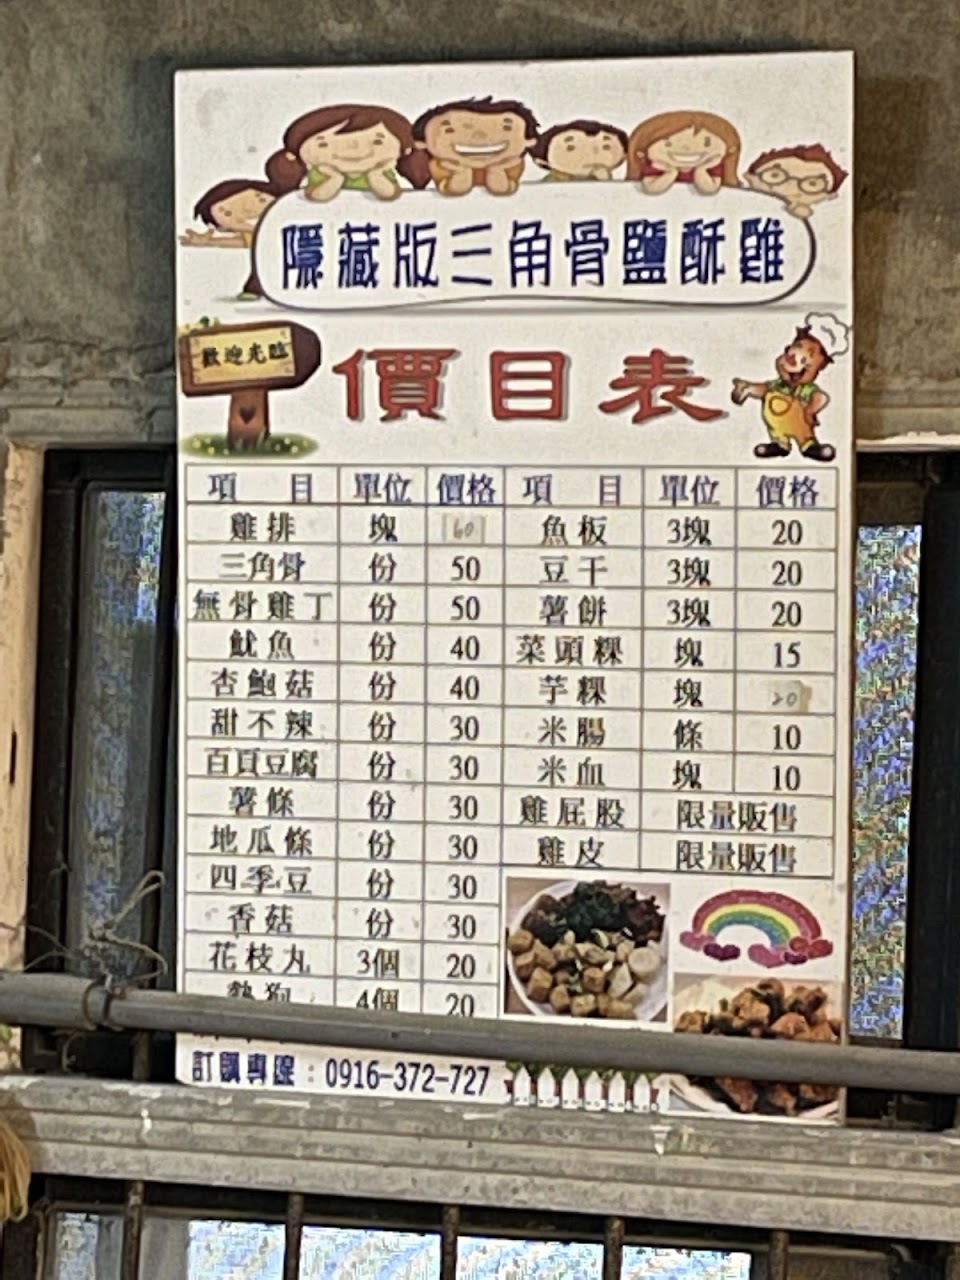 隱藏版三角骨鹽酥雞
歡迎光臨
價目表
項目 單位 價格 項目 單位 價格
雞排 塊 60 魚板 3塊 20
三角骨 份 50 豆干 3塊 20
無骨雞丁 份 50 薯餅 3塊 20
魷魚 份 40 菜頭粿 塊 15
杏鮑菇 份 40 芋粿 塊 20
甜不辣 份 30 米腸 條 10
百頁豆腐 份 30 米血 塊 10
薯條 份 30 雞屁股 限量販售
地瓜條 份 30 雞皮 限量販售
四季豆 份 30
香菇 份 30
花枝丸 3個 20
熱狗 4個 20
訂購專線：0916-372-727